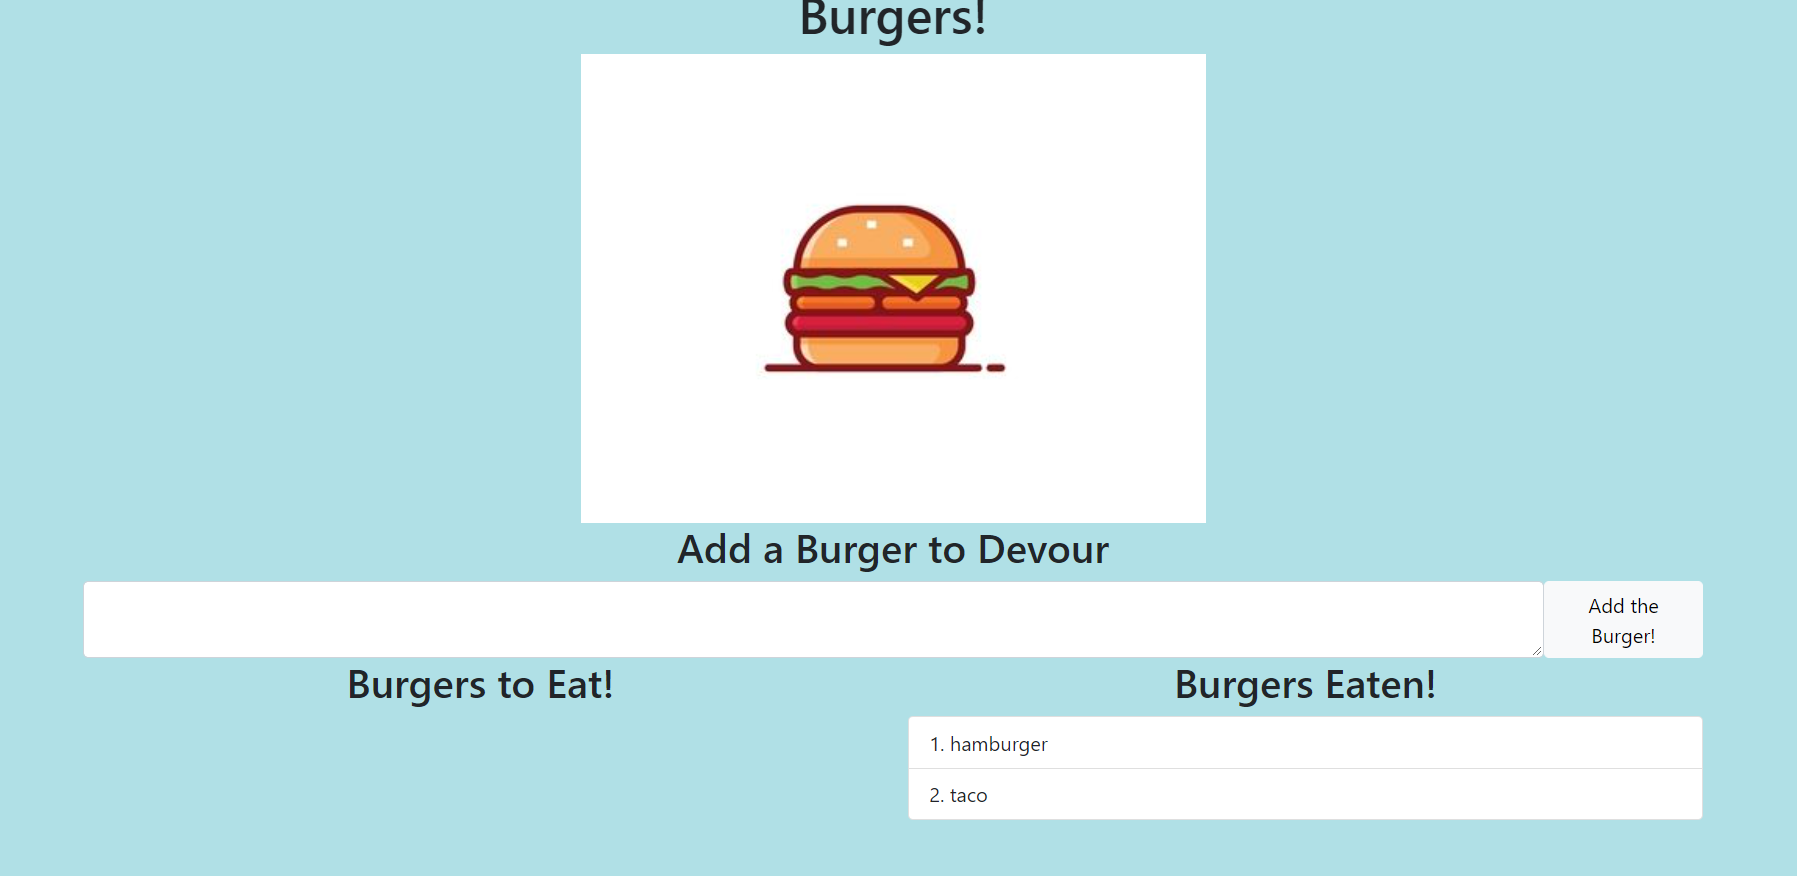 Burgers!
Add a Burger to Devour
Add the
Burger!
Burgers to Eat!
Burgers Eaten!
1. hamburger
2. taco